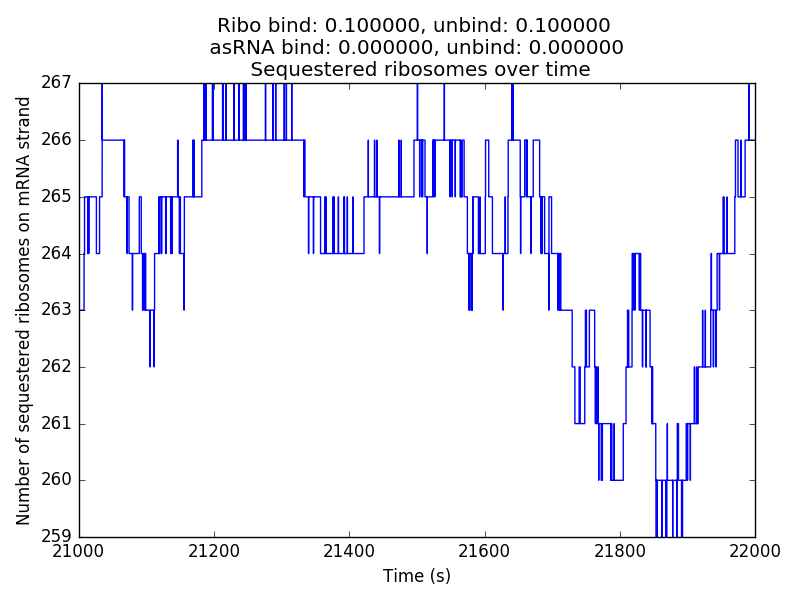 Ribo bind: 0.100000, unbind: 0.100000
asRNA bind: 0.000000, unbind: 0.000000
Sequestered ribosomes over time
Number of sequestered ribosomes on mRNA strand
267
266
265
264
263
262
261
260
259
21000 21200 21400 21600 21800 22000
Time (s)